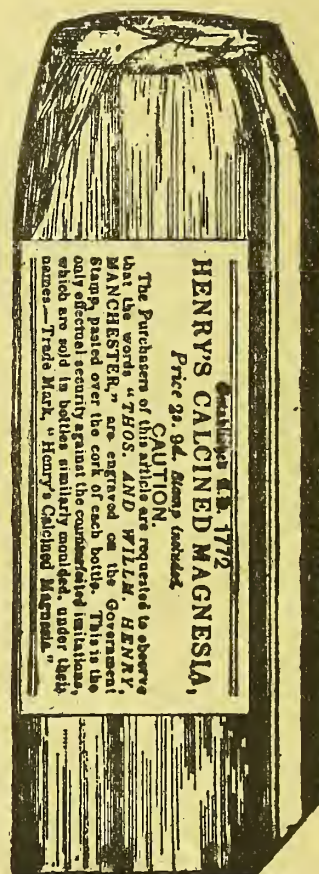 Established A.D. 1772
HENRY'S CALCINED MAGNESIA,
Price 2s. 9d. Stamp included.
CAUTION.
The Purchasers of this article are requested to observe
that the words "THOS. AND WILLM. HENRY,
MANCHESTER," are engraved on the Government
Stamp, pasted over the cork of each bottle. This is the
only effectual security against the counterfeited imitations,
which are sold in bottles similarly moulded, under their
names.—Trade Mark, "Henry's Calcined Magnesia."